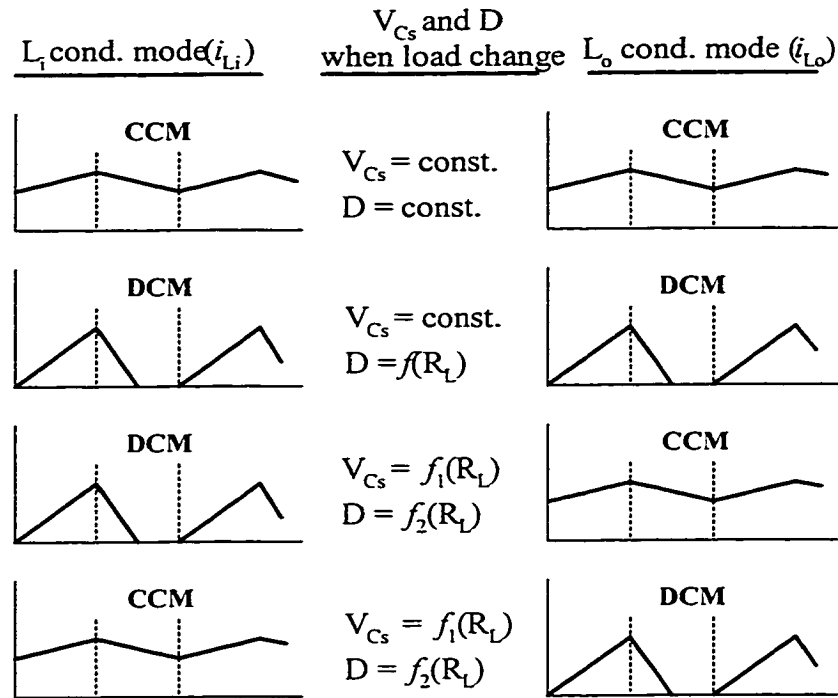 L_i cond. mode(i_Li)
V_Cs and D
when load change
L_o cond. mode (i_Lo)
CCM
V_Cs = const.
D = const.
CCM
DCM
V_Cs = const.
D = f(R_L)
DCM
DCM
V_Cs = f_1(R_L)
D = f_2(R_L)
CCM
CCM
V_Cs = f_1(R_L)
D = f_2(R_L)
DCM